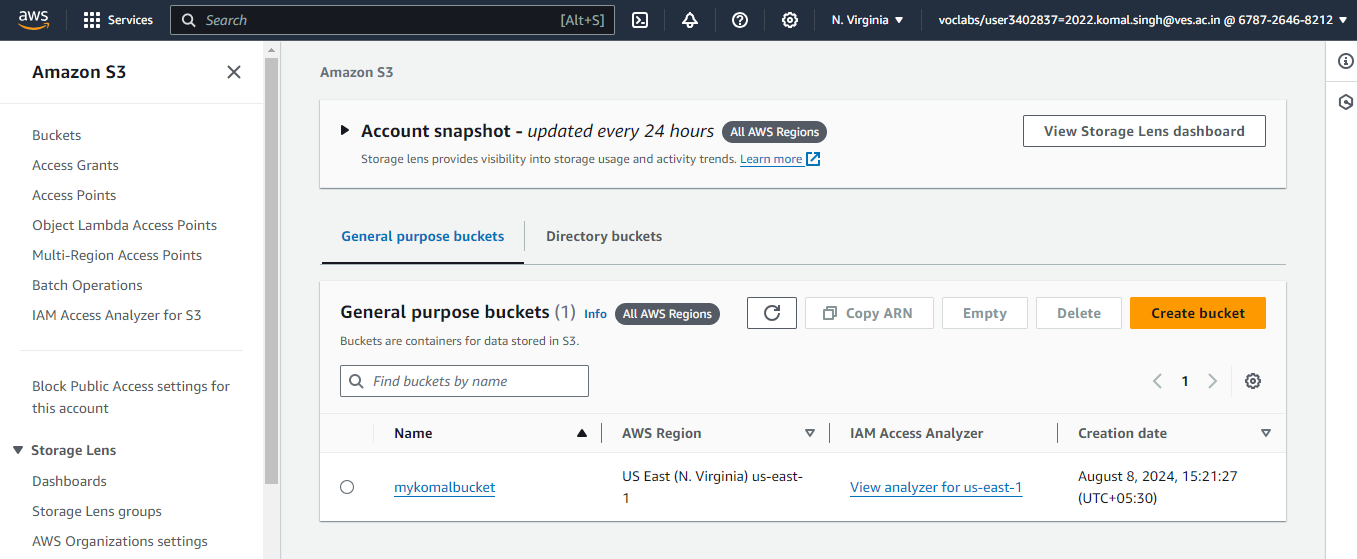 aws
Services
Search [Alt+S]
N. Virginia
voclabs/user3402837=2022.komal.singh@ves.ac.in @ 6787-2646-8212
Amazon S3
Buckets
Access Grants
Access Points
Object Lambda Access Points
Multi-Region Access Points
Batch Operations
IAM Access Analyzer for S3
Block Public Access settings for
this account
Storage Lens
Dashboards
Storage Lens groups
AWS Organizations settings
Amazon S3
Account snapshot - updated every 24 hours All AWS Regions
View Storage Lens dashboard
Storage lens provides visibility into storage usage and activity trends. Learn more
General purpose buckets Directory buckets
General purpose buckets (1) Info All AWS Regions
Copy ARN Empty Delete Create bucket
Buckets are containers for data stored in S3.
Find buckets by name
1
Name AWS Region IAM Access Analyzer Creation date
mykomalbucket
US East (N. Virginia) us-east-
1
View analyzer for us-east-1
August 8, 2024, 15:21:27
(UTC+05:30)